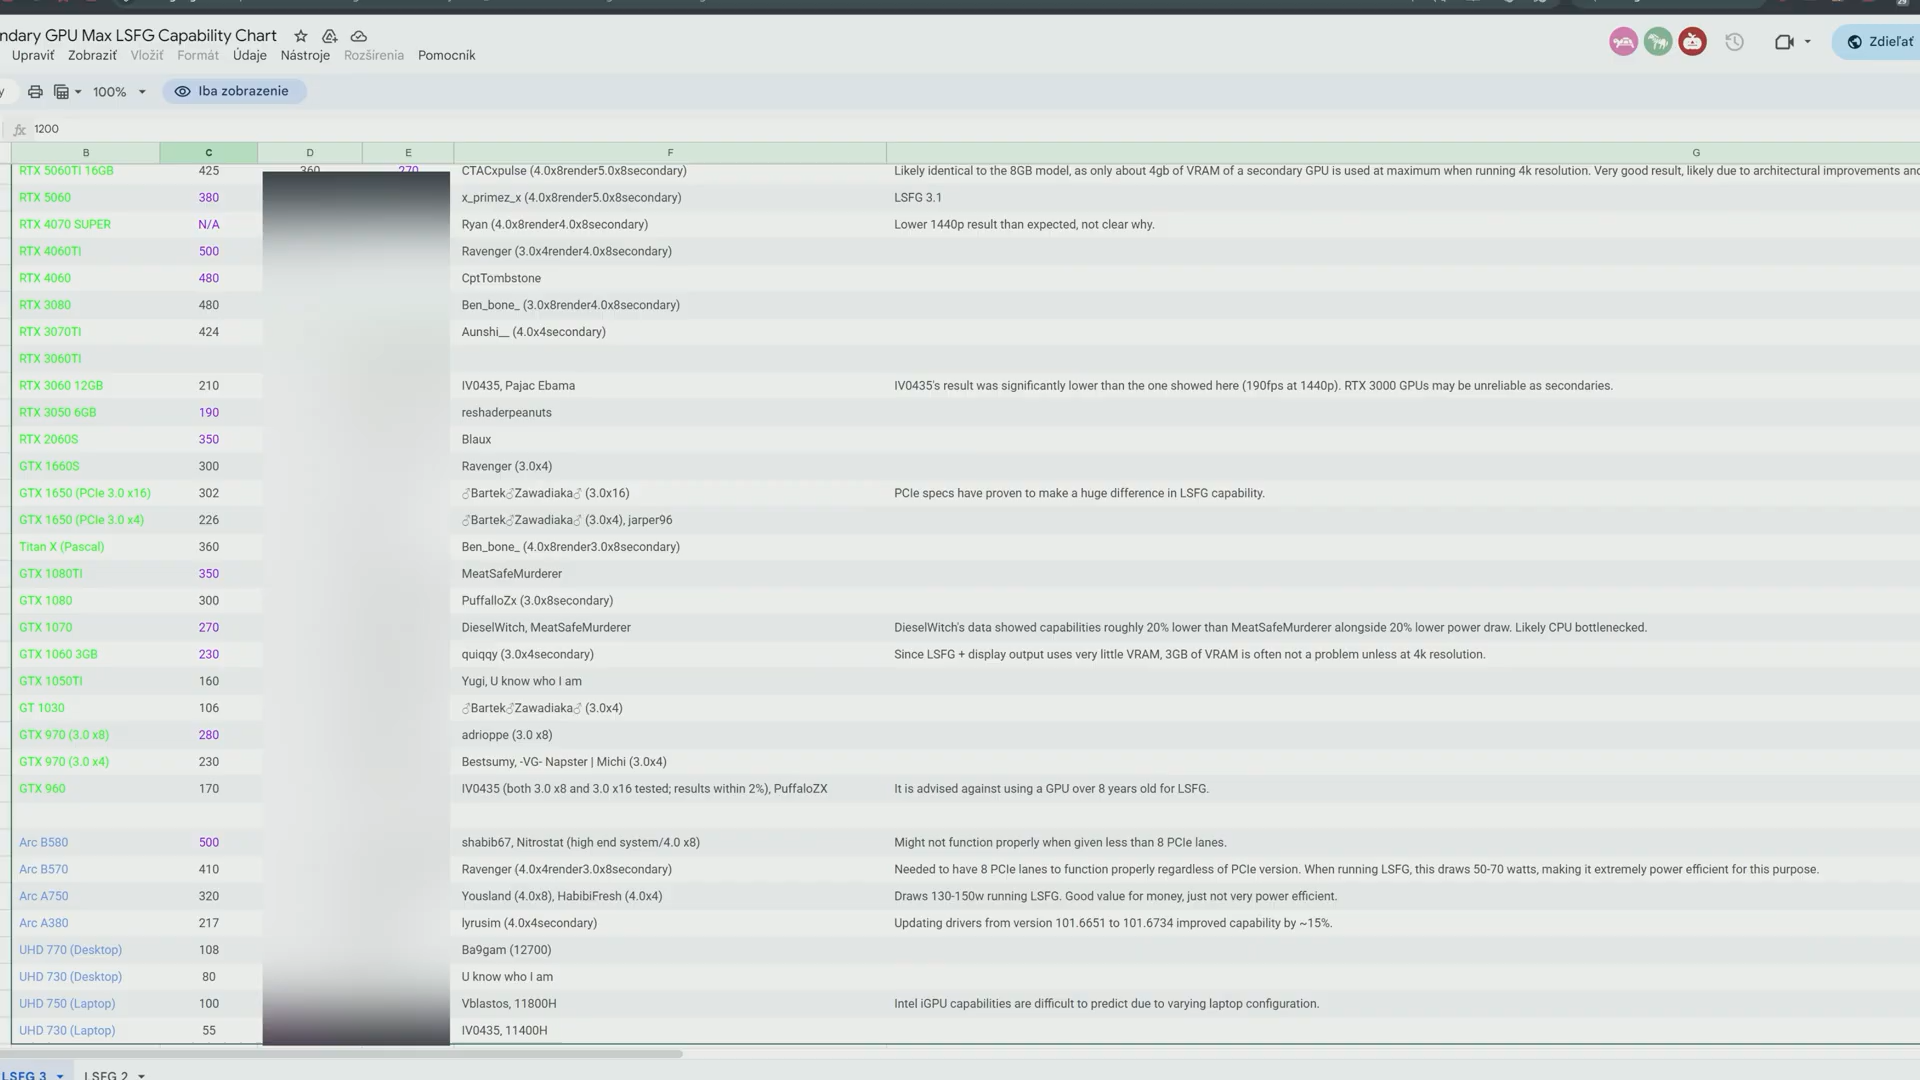 ndary GPU Max LSFG Capability Chart
Upraviť Zobraziť Vložiť Formát Údaje Nástroje Rozšírenia Pomocník
Zdieľať
100% Iba zobrazenie
fx 1200
B C D E F G
RTX 5060TI 16GB 425 360 270 CTACxpulse (4.0x8render5.0x8secondary) Likely identical to the 8GB model, as only about 4gb of VRAM of a secondary GPU is used at maximum when running 4k resolution. Very good result, likely due to architectural improvements and
RTX 5060 380 x_primez_x (4.0x8render5.0x8secondary) LSFG 3.1
RTX 4070 SUPER N/A Ryan (4.0x8render4.0x8secondary) Lower 1440p result than expected, not clear why.
RTX 4060TI 500 Ravenger (3.0x4render4.0x8secondary)
RTX 4060 480 CptTombstone
RTX 3080 480 Ben_bone_ (3.0x8render4.0x8secondary)
RTX 3070TI 424 Aunshi__ (4.0x4secondary)
RTX 3060TI
RTX 3060 12GB 210 IV0435, Pajac Ebama IV0435's result was significantly lower than the one showed here (190fps at 1440p). RTX 3000 GPUs may be unreliable as secondaries.
RTX 3050 6GB 190 reshaderpeanuts
RTX 2060S 350 Blaux
GTX 1660S 300 Ravenger (3.0x4)
GTX 1650 (PCIe 3.0 x16) 302 ♂Bartek♂Zawadiaka♂ (3.0x16) PCIe specs have proven to make a huge difference in LSFG capability.
GTX 1650 (PCIe 3.0 x4) 226 ♂Bartek♂Zawadiaka♂ (3.0x4), jarper96
Titan X (Pascal) 360 Ben_bone_ (4.0x8render3.0x8secondary)
GTX 1080TI 350 MeatSafeMurderer
GTX 1080 300 PuffalloZx (3.0x8secondary)
GTX 1070 270 DieselWitch, MeatSafeMurderer DieselWitch's data showed capabilities roughly 20% lower than MeatSafeMurderer alongside 20% lower power draw. Likely CPU bottlenecked.
GTX 1060 3GB 230 quiqqy (3.0x4secondary) Since LSFG + display output uses very little VRAM, 3GB of VRAM is often not a problem unless at 4k resolution.
GTX 1050TI 160 Yugi, U know who I am
GT 1030 106 ♂Bartek♂Zawadiaka♂ (3.0x4)
GTX 970 (3.0 x8) 280 adrioppe (3.0 x8)
GTX 970 (3.0 x4) 230 Bestsumy, -VG- Napster | Michi (3.0x4)
GTX 960 170 IV0435 (both 3.0 x8 and 3.0 x16 tested; results within 2%), PuffaloZX It is advised against using a GPU over 8 years old for LSFG.
Arc B580 500 shabib67, Nitrostat (high end system/4.0 x8) Might not function properly when given less than 8 PCIe lanes.
Arc B570 410 Ravenger (4.0x4render3.0x8secondary) Needed to have 8 PCIe lanes to function properly regardless of PCIe version. When running LSFG, this draws 50-70 watts, making it extremely power efficient for this purpose.
Arc A750 320 Yousland (4.0x8), HabibiFresh (4.0x4) Draws 130-150w running LSFG. Good value for money, just not very power efficient.
Arc A380 217 lyrusim (4.0x4secondary) Updating drivers from version 101.6651 to 101.6734 improved capability by ~15%.
UHD 770 (Desktop) 108 Ba9gam (12700)
UHD 730 (Desktop) 80 U know who I am
UHD 750 (Laptop) 100 Vblastos, 11800H Intel iGPU capabilities are difficult to predict due to varying laptop configuration.
UHD 730 (Laptop) 55 IV0435, 11400H
LSFG 3 LSFG 2